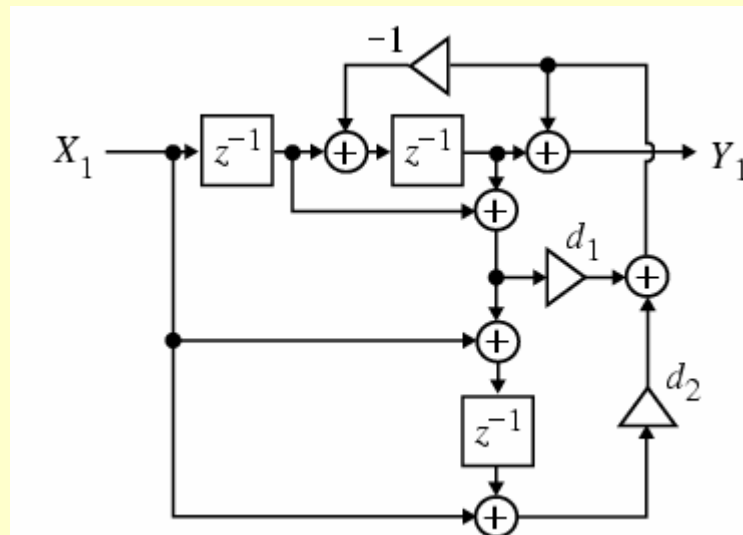 −1
X₁ z⁻¹ + z⁻¹ + Y₁
+
d₁
+
+
d₂
z⁻¹
+